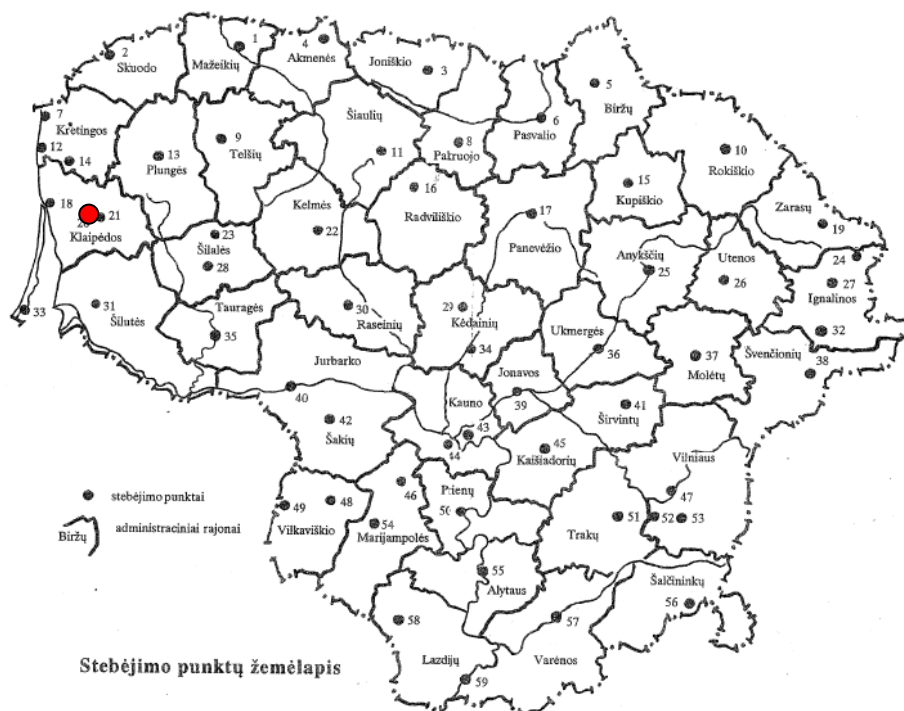 2
1
4
Skuodo
Mažeikių
Akmenės
Joniškio
3
5
Biržų
7
Kretingos
12
14
13
Plungės
9
Telšių
Šiaulių
11
8
Pakruojo
6
Pasvalio
10
Rokiškio
16
Radviliškio
15
Kupiškio
18
20
21
Klaipėdos
Kelmės
22
17
Panevėžio
Zarasų
19
23
Šilalės
28
Anykščių
25
Utenos
26
24
27
Ignalinos
33
31
Šilutės
Tauragės
35
30
Raseinių
29
Kėdainių
34
Ukmergės
36
32
Švenčionių
38
37
Molėtų
Jurbarko
40
Jonavos
39
Kauno
43
44
42
Šakių
41
Širvintų
45
Kaišiadorių
Vilniaus
47
stebėjimo punktai
Biržų
administraciniai rajonai
49
48
Vilkaviškio
46
54
Marijampolės
Prienų
50
51
Trakų
52
53
55
Alytaus
Šalčininkų
56
58
57
Lazdijų
Varėnos
59
Stebėjimo punktų žemėlapis